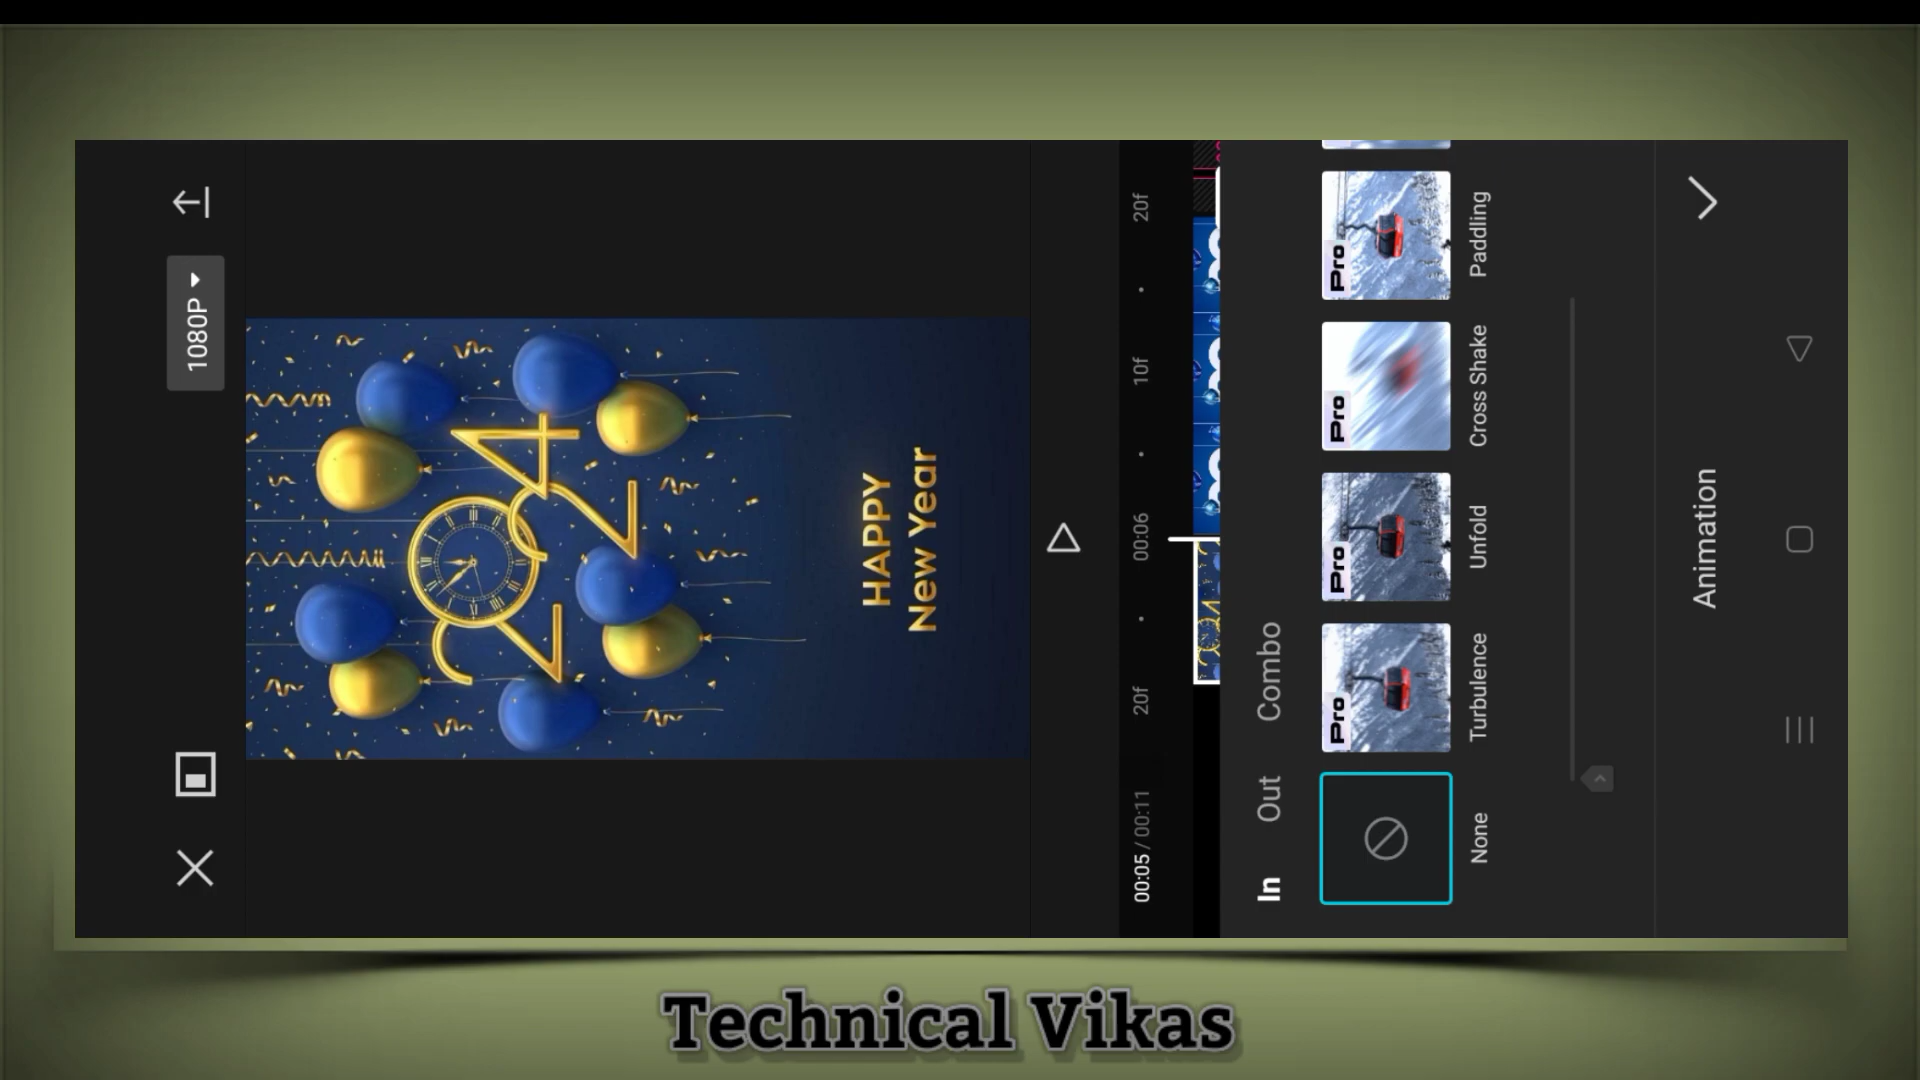 1080P
2024
HAPPY
New Year
00:05 / 00:11
20f
00:06
10f
20f
In
Out
Combo
None
Pro
Turbulence
Pro
Unfold
Pro
Cross Shake
Pro
Paddling
Animation
Technical Vikas